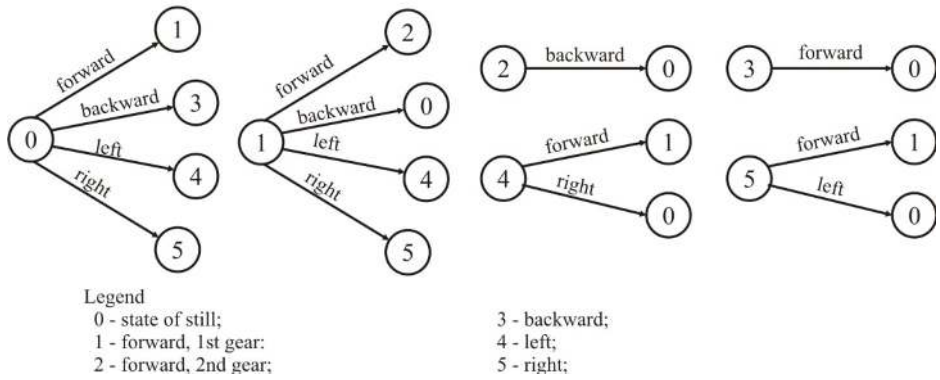 0
forward
1
backward
3
left
4
right
5
1
forward
2
backward
0
left
4
right
5
2
backward
0
3
forward
0
4
forward
1
right
0
5
forward
1
left
0
Legend
0 - state of still;
1 - forward, 1st gear:
2 - forward, 2nd gear;
3 - backward;
4 - left;
5 - right;